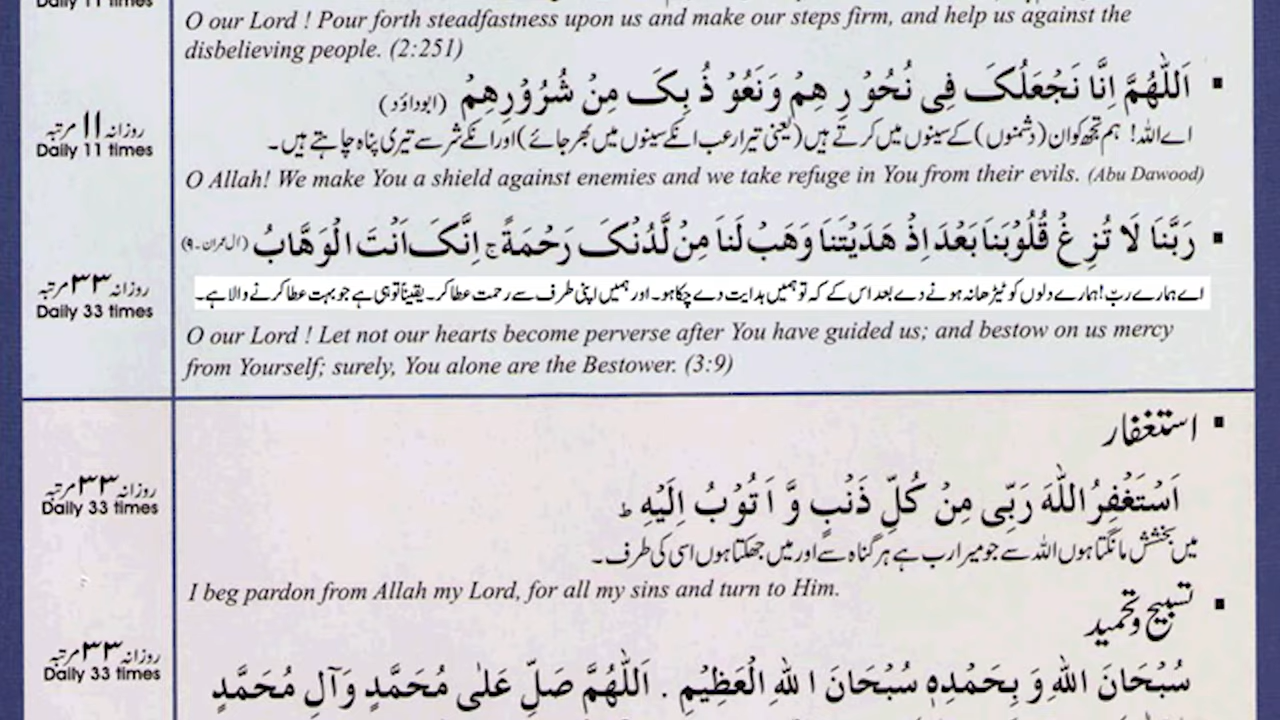 Daily 11 times
O our Lord ! Pour forth steadfastness upon us and make our steps firm, and help us against the
disbelieving people. (2:251)
▪ اَللّٰهُمَّ اِنَّا نَجْعَلُكَ فِی نُحُوْرِ هِمْ وَنَعُوْ ذُ بِكَ مِنْ شُرُوْرِهِمْ (ابوداؤد)
روزانہ ۱۱ مرتبہ
Daily 11 times
اے اللہ! ہم تجھ کو ان (دشمنوں) کے سینوں میں کرتے ہیں (یعنی تیرا رعب انکے سینوں میں بھر جائے) اور انکے شر سے تیری پناہ چاہتے ہیں۔
O Allah! We make You a shield against enemies and we take refuge in You from their evils. (Abu Dawood)
▪ رَبَّنَا لَا تُزِغْ قُلُوْبَنَا بَعْدَ اِذْ هَدَيْتَنَا وَهَبْ لَنَا مِنْ لَّدُنْكَ رَحْمَةً ۚ اِنَّكَ اَنْتَ الْوَهَّابُ (ال عمران۔۹)
روزانہ ۳۳ مرتبہ
Daily 33 times
اے ہمارے ربّ! ہمارے دلوں کو ٹیڑھا نہ ہونے دے بعد اس کے کہ تو ہمیں ہدایت دے چکا ہو۔ اور ہمیں اپنی طرف سے رحمت عطا کر۔ یقیناً تو ہی ہے جو بہت عطا کرنے والا ہے۔
O our Lord ! Let not our hearts become perverse after You have guided us; and bestow on us mercy
from Yourself; surely, You alone are the Bestower. (3:9)
▪ استغفار
روزانہ ۳۳ مرتبہ
Daily 33 times
اَسْتَغْفِرُ اللّٰهَ رَبِّی مِنْ كُلِّ ذَنْبٍ وَّ اَ تُوْبُ اِلَيْهِ ؕ
میں بخشش مانگتا ہوں اللہ سے جو میرا رب ہے ہر گناہ سے اور میں جھکتا ہوں اسی کی طرف۔
I beg pardon from Allah my Lord, for all my sins and turn to Him.
▪ تسبیح و تحمید
روزانہ ۳۳ مرتبہ
Daily 33 times
سُبْحَانَ اللّٰهِ وَ بِحَمْدِهٖ سُبْحَانَ ا للّٰهِ الْعَظِيْمِ . اَللّٰهُمَّ صَلِّ عَلٰی مُحَمَّدٍ وَآلِ مُحَمَّدٍ